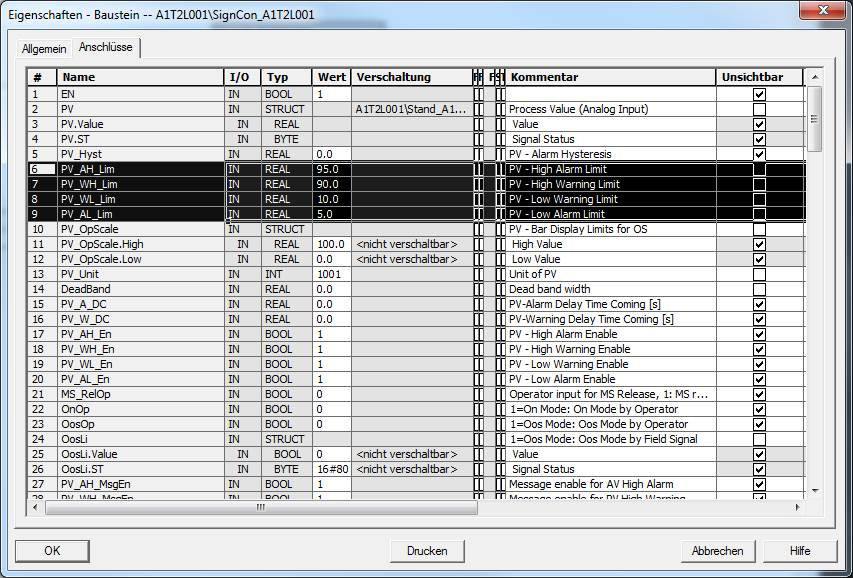 Eigenschaften - Baustein -- A1T2L001\SignCon_A1T2L001
Allgemein Anschlüsse
# Name I/O Typ Wert Verschaltung Kommentar Unsichtbar
1 EN IN BOOL 1
2 PV IN STRUCT A1T2L001\Stand_A1... Process Value (Analog Input)
3 PV.Value IN REAL Value
4 PV.ST IN BYTE Signal Status
5 PV_Hyst IN REAL 0.0 PV - Alarm Hysteresis
6 PV_AH_Lim IN REAL 95.0 PV - High Alarm Limit
7 PV_WH_Lim IN REAL 90.0 PV - High Warning Limit
8 PV_WL_Lim IN REAL 10.0 PV - Low Warning Limit
9 PV_AL_Lim IN REAL 5.0 PV - Low Alarm Limit
10 PV_OpScale IN STRUCT PV - Bar Display Limits for OS
11 PV_OpScale.High IN REAL 100.0 <nicht verschaltbar> High Value
12 PV_OpScale.Low IN REAL 0.0 <nicht verschaltbar> Low Value
13 PV_Unit IN INT 1001 Unit of PV
14 DeadBand IN REAL 0.0 Dead band width
15 PV_A_DC IN REAL 0.0 PV-Alarm Delay Time Coming [s]
16 PV_W_DC IN REAL 0.0 PV-Warning Delay Time Coming [s]
17 PV_AH_En IN BOOL 1 PV - High Alarm Enable
18 PV_WH_En IN BOOL 1 PV - High Warning Enable
19 PV_WL_En IN BOOL 1 PV - Low Warning Enable
20 PV_AL_En IN BOOL 1 PV - Low Alarm Enable
21 MS_RelOp IN BOOL 0 Operator input for MS Release, 1: MS r...
22 OnOp IN BOOL 0 1=On Mode: On Mode by Operator
23 OosOp IN BOOL 0 1=Oos Mode: Oos Mode by Operator
24 OosLi IN STRUCT 1=Oos Mode: Oos Mode by Field Signal
25 OosLi.Value IN BOOL 0 <nicht verschaltbar> Value
26 OosLi.ST IN BYTE 16#80 <nicht verschaltbar> Signal Status
27 PV_AH_MsgEn IN BOOL 1 Message enable for AV High Alarm
28 PV_WH_MsgEn IN BOOL 1 Message enable for PV High Warning
OK Drucken Abbrechen Hilfe